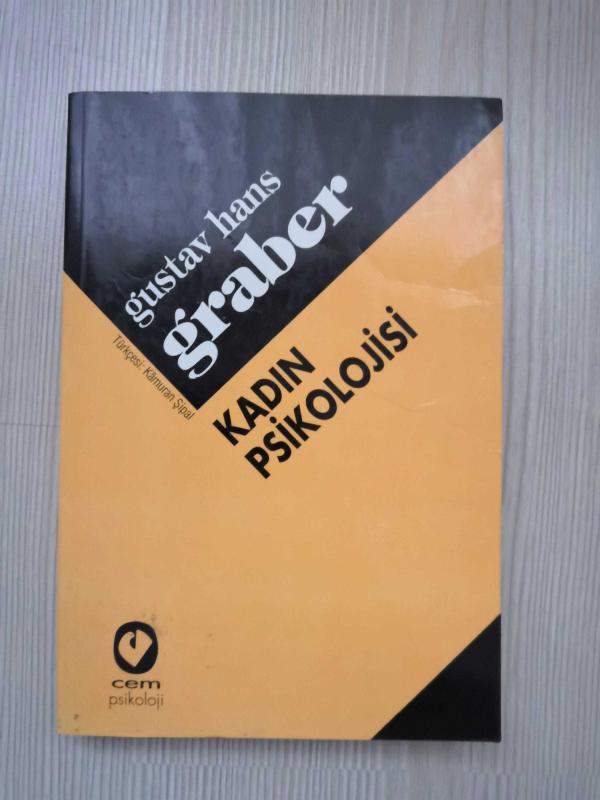 gustav hans
graber
Türkçesi: Kâmuran Şipal
KADIN
PSİKOLOJİSİ
cem
psikoloji